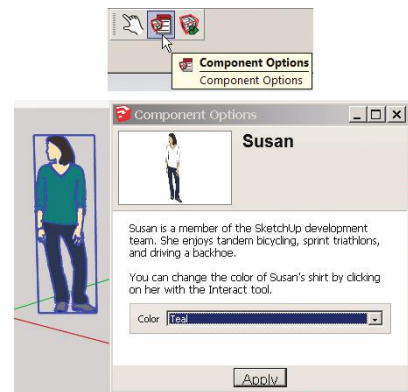 Component Options
Component Options
Component Options
Susan
Susan is a member of the SketchUp development
team. She enjoys tandem bicycling, sprint triathlons,
and driving a backhoe.
You can change the color of Susan's shirt by clicking
on her with the Interact tool.
Color Teal
Apply